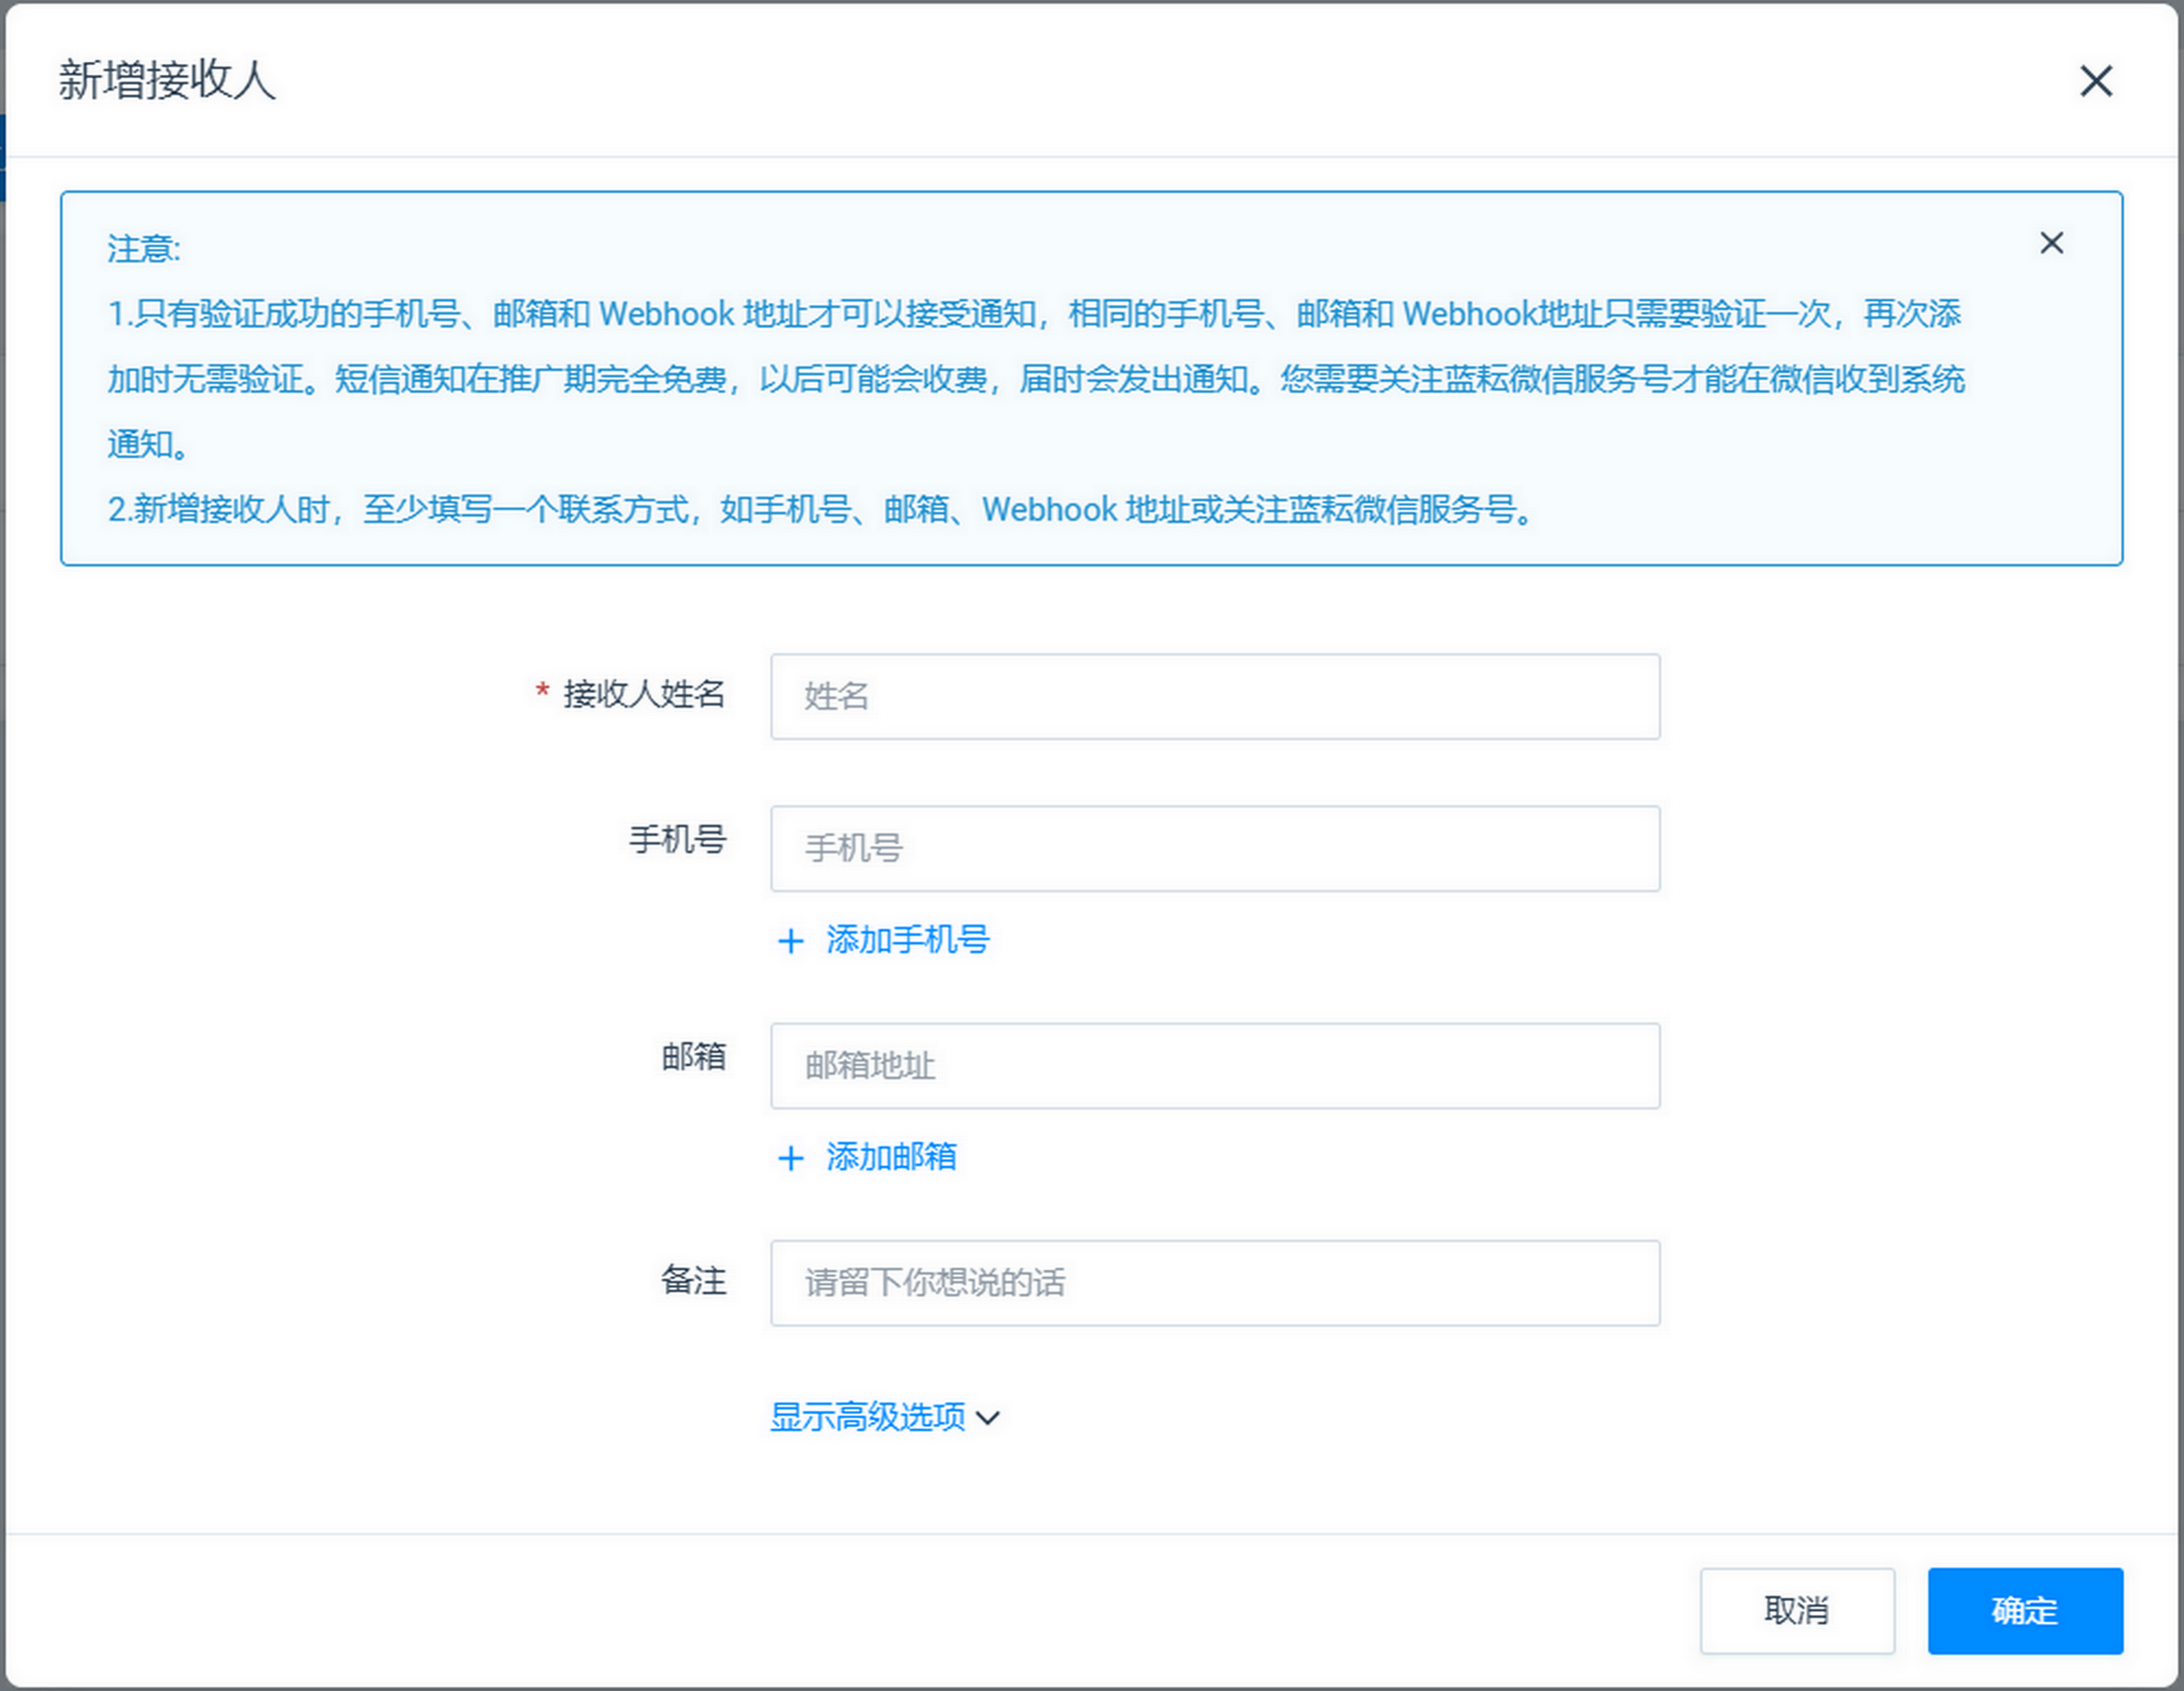 新增接收人
注意:
1.只有验证成功的手机号、邮箱和 Webhook 地址才可以接受通知，相同的手机号、邮箱和 Webhook地址只需要验证一次，再次添
加时无需验证。短信通知在推广期完全免费，以后可能会收费，届时会发出通知。您需要关注蓝耘微信服务号才能在微信收到系统
通知。
2.新增接收人时，至少填写一个联系方式，如手机号、邮箱、Webhook 地址或关注蓝耘微信服务号。
* 接收人姓名 姓名
手机号 手机号
+ 添加手机号
邮箱 邮箱地址
+ 添加邮箱
备注 请留下你想说的话
显示高级选项
取消 确定